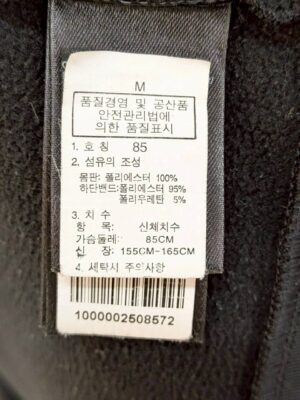 M
품질경영 및 공산품
안전관리법에
의한 품질표시
1. 호 칭 85
2. 섬유의 조성
몸판: 폴리에스터 100%
하단밴드:폴리에스터 95%
폴리우레탄 5%
3. 치 수
항 목: 신체치수
가슴둘레: 85CM
신 장: 155CM-165CM
4. 세탁시 주의사항
1000002508572